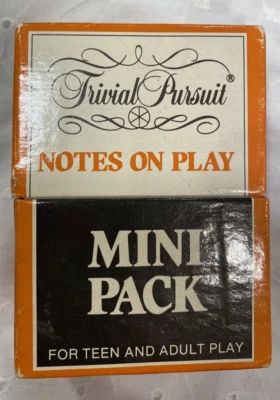 Trivial Pursuit®
NOTES ON PLAY
MINI
PACK
FOR TEEN AND ADULT PLAY